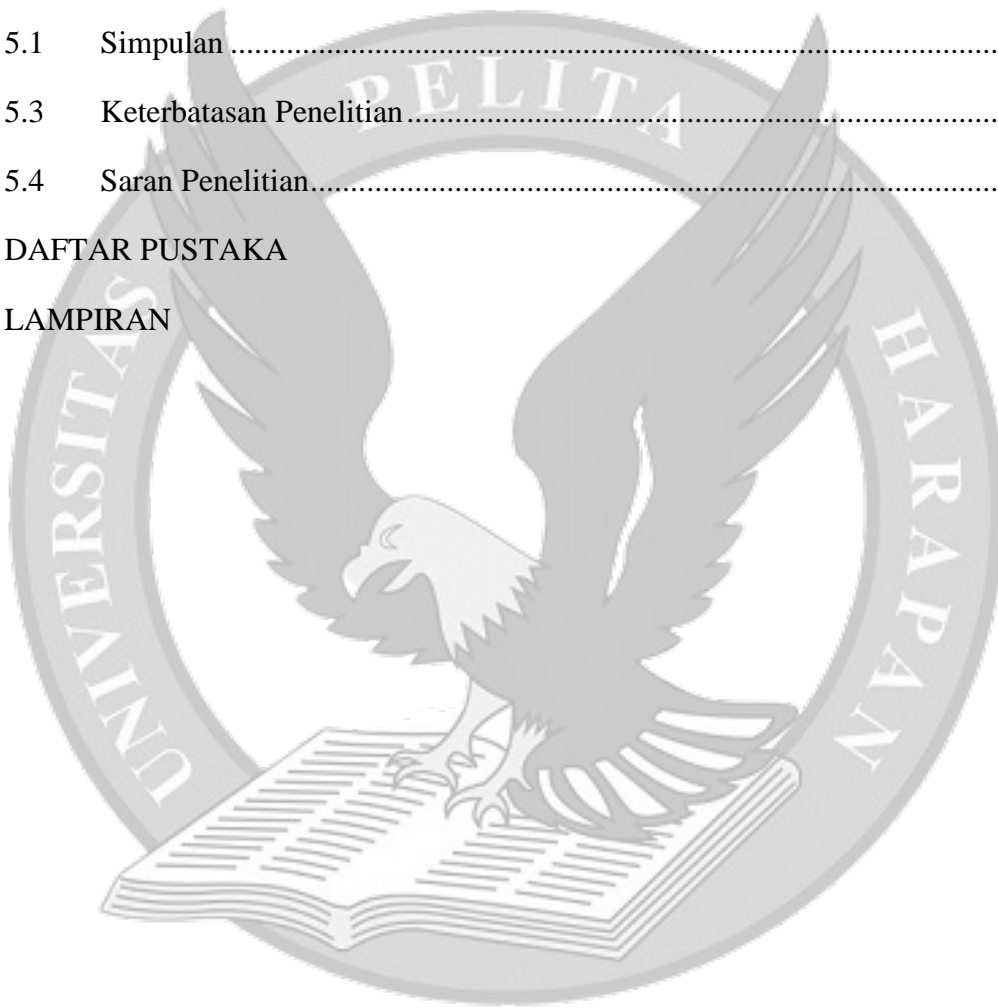 5.1 Simpulan ................................................................................................
5.3 Keterbatasan Penelitian ..........................................................................
5.4 Saran Penelitian......................................................................................
DAFTAR PUSTAKA
LAMPIRAN
UNIVERSITAS PELITA HARAPAN